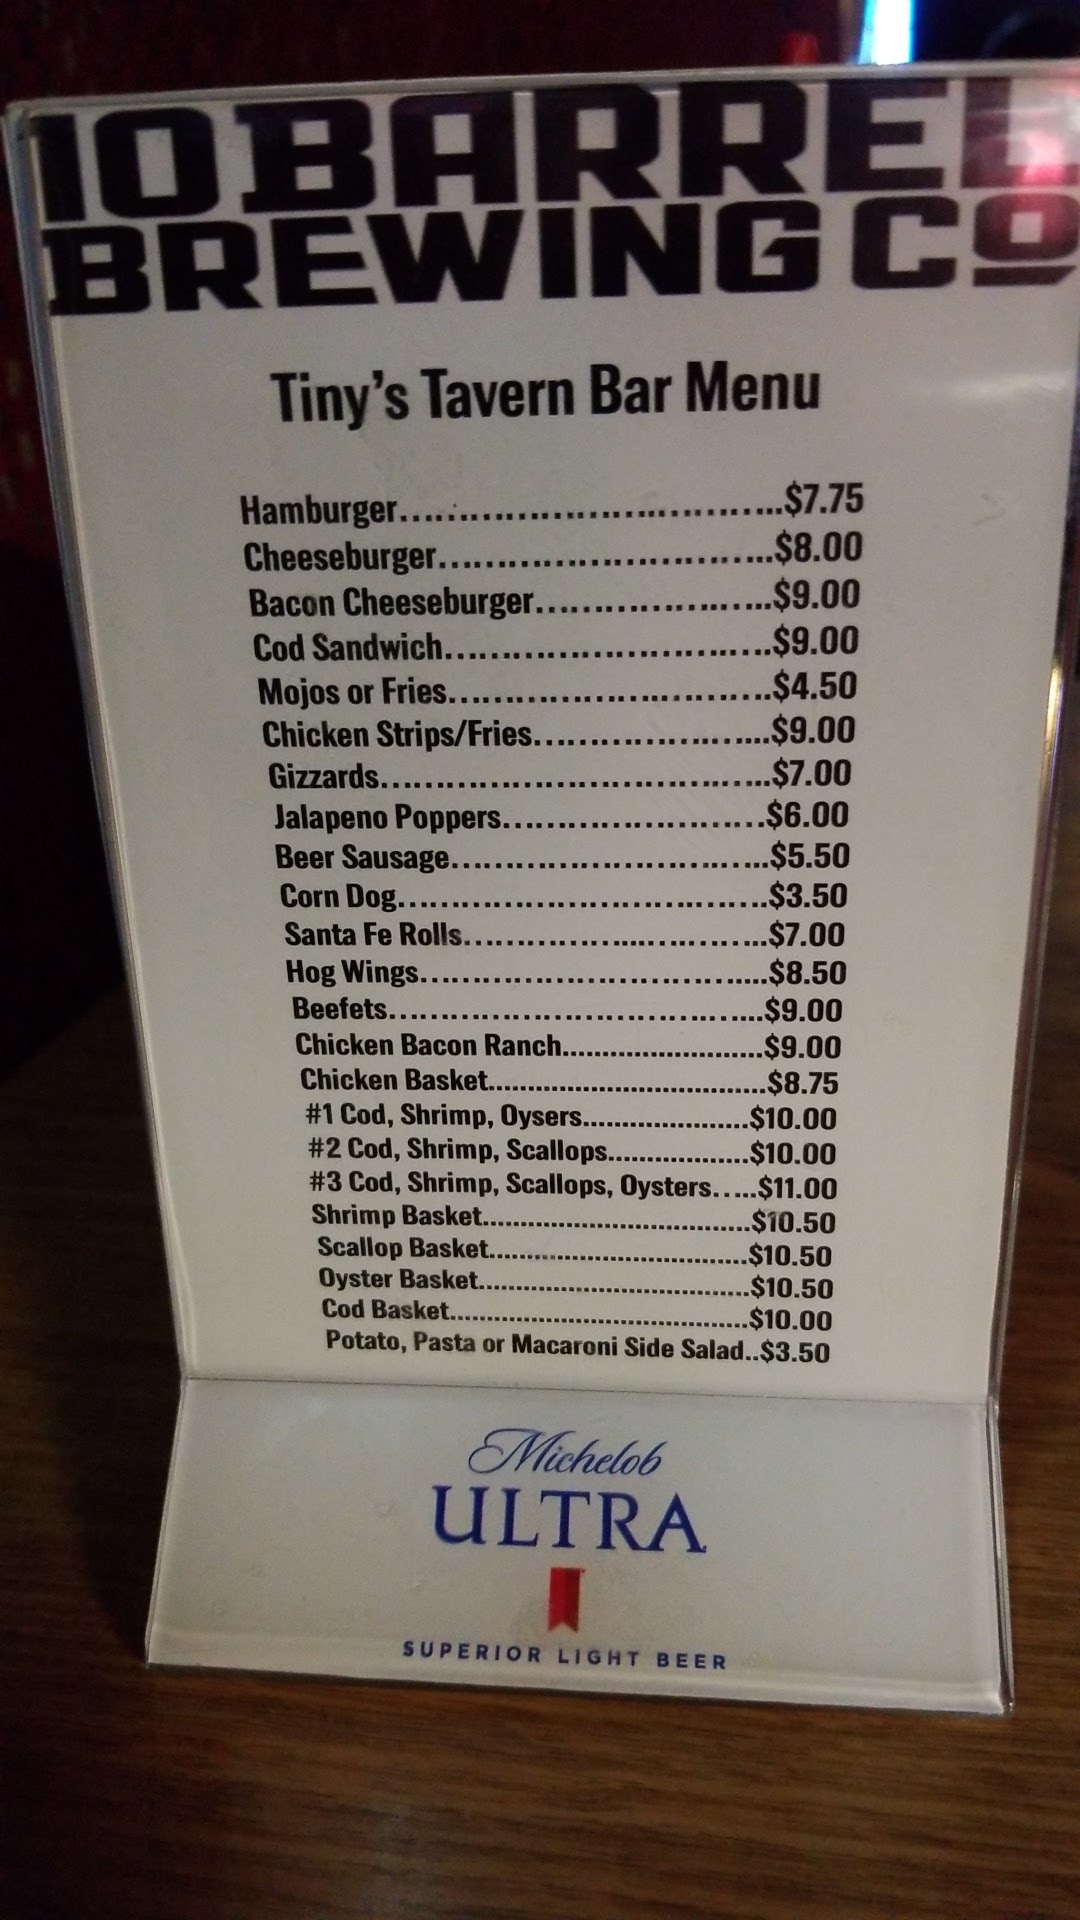 10 BARREL
BREWING CO
Tiny's Tavern Bar Menu
Hamburger.......................................$7.75
Cheeseburger..................................$8.00
Bacon Cheeseburger........................$9.00
Cod Sandwich.................................$9.00
Mojos or Fries.................................$4.50
Chicken Strips/Fries........................$9.00
Gizzards........................................$7.00
Jalapeno Poppers...........................$6.00
Beer Sausage.................................$5.50
Corn Dog......................................$3.50
Santa Fe Rolls...............................$7.00
Hog Wings....................................$8.50
Beefets.......................................$9.00
Chicken Bacon Ranch............................$9.00
Chicken Basket.......................................$8.75
#1 Cod, Shrimp, Oysers.......................$10.00
#2 Cod, Shrimp, Scallops...................$10.00
#3 Cod, Shrimp, Scallops, Oysters.....$11.00
Shrimp Basket.....................................$10.50
Scallop Basket....................................$10.50
Oyster Basket.....................................$10.50
Cod Basket.........................................$10.00
Potato, Pasta or Macaroni Side Salad..$3.50
Michelob
ULTRA
SUPERIOR LIGHT BEER